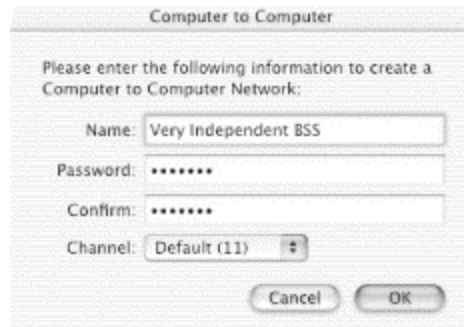 Computer to Computer
Please enter the following information to create a
Computer to Computer Network:
Name: Very Independent BSS
Password: •••••••
Confirm: •••••••
Channel: Default (11)
Cancel OK